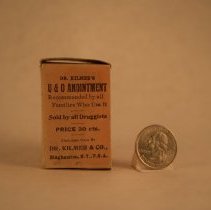 DR. KILMER'S
U & O ANOINTMENT
Recommended by all
Families Who Use It
Sold by all Druggists
PRICE 50 cts.
DR. KILMER & CO.,
Binghamton, N.Y., U.S.A.